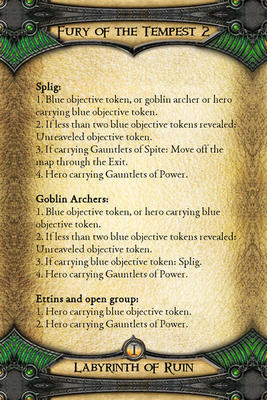 Fury of the Tempest 2
Splig:
1. Blue objective token, or goblin archer or hero
carrying blue objective token.
2. If less than two blue objective tokens revealed:
Unreaveled objective token.
3. If carrying Gauntlets of Spite: Move off the
map through the Exit.
4. Hero carrying Gauntlets of Power.
Goblin Archers:
1. Blue objective token, or hero carrying blue
objective token.
2. If less than two blue objective tokens revealed:
Unreaveled objective token.
3. If carrying blue objective token: Splig.
4. Hero carrying Gauntlets of Power.
Ettins and open group:
1. Hero carrying blue objective token.
2. Hero carrying Gauntlets of Power.
1
Labyrinth of Ruin